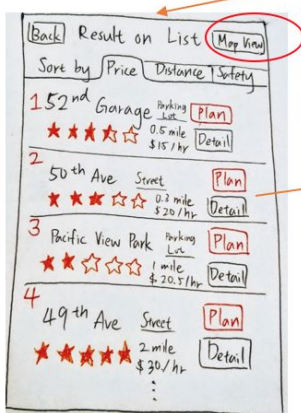 Back Result on List Map View
Sort by Price Distance Safety
1 52nd Garage Parking Lot Plan
0.5 mile
$15/hr Detail
2
50th Ave Street Plan
0.3 mile
$20/hr Detail
3
Pacific View Park Parking Lot Plan
1 mile
$20.5/hr Detail
4
49th Ave Street Plan
2 mile
$30/hr Detail